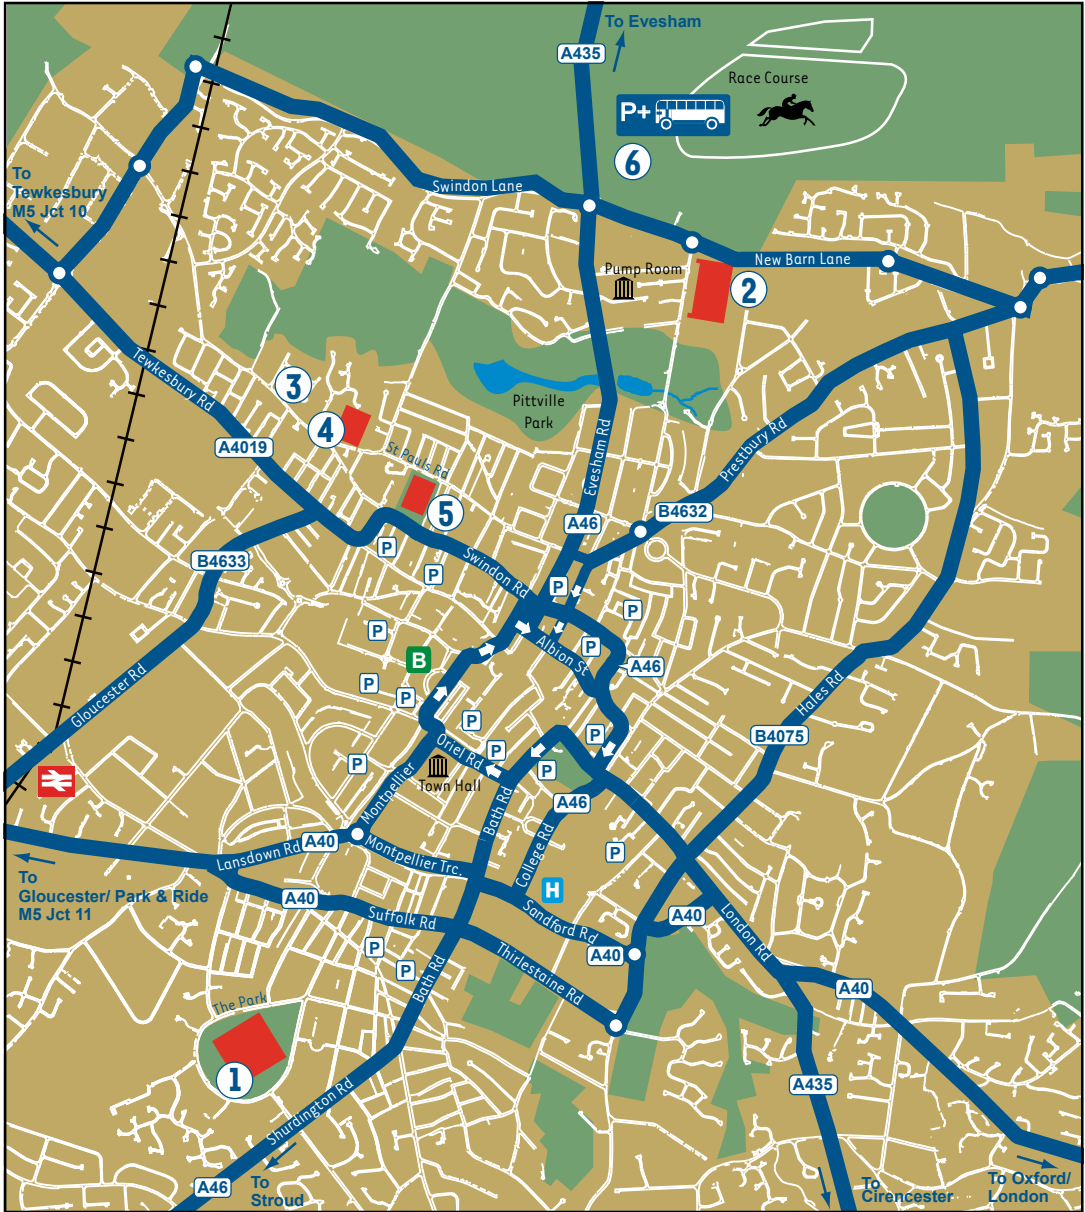 To Evesham
A435
Race Course
P+
6
To
Tewkesbury
M5 Jct 10
Swindon Lane
New Barn Lane
Pump Room
2
Tewkesbury Rd
3
4
Pittville
Park
A4019
St Pauls Rd
5
Evesham Rd
Prestbury Rd
B4632
A46
B4633
P
P
Swindon Rd
P
P
P
P
B
Albion St
A46
P
P
Gloucester Rd
Hales Rd
P
P
B4075
Oriel Rd
P
P
P
Town Hall
Montpellier
Bath Rd
A46
College Rd
A40
Lansdown Rd
Montpellier Trc.
P
To
Gloucester/ Park & Ride
M5 Jct 11
A40
H
Suffolk Rd
Sandford Rd
A40
London Rd
P
P
A40
Thirlestaine Rd
Bath Rd
A40
The Park
1
A435
Shurdington Rd
A46
To
Stroud
To
Cirencester
To Oxford/
London